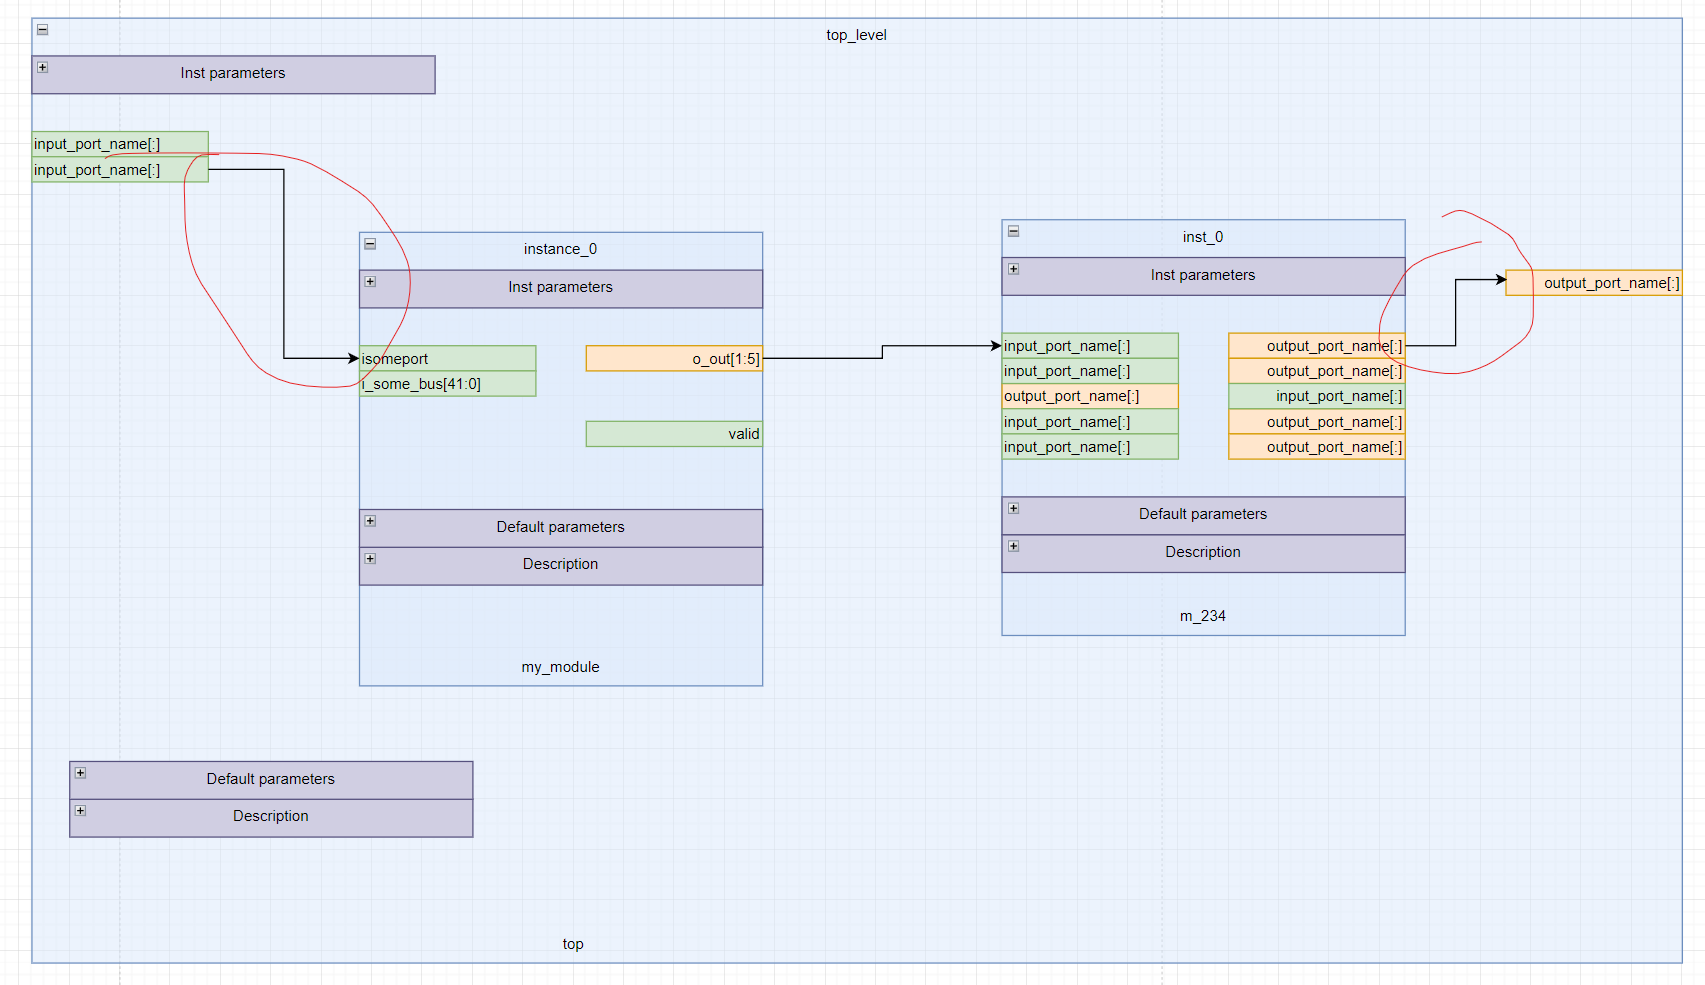 top_level
Inst parameters
input_port_name[:]
input_port_name[:]
instance_0
Inst parameters
isomeport
o_out[1:5]
i_some_bus[41:0]
valid
Default parameters
Description
my_module
inst_0
Inst parameters
input_port_name[:]
output_port_name[:]
input_port_name[:]
output_port_name[:]
output_port_name[:]
input_port_name[:]
input_port_name[:]
output_port_name[:]
input_port_name[:]
output_port_name[:]
Default parameters
Description
m_234
output_port_name[:]
Default parameters
Description
top